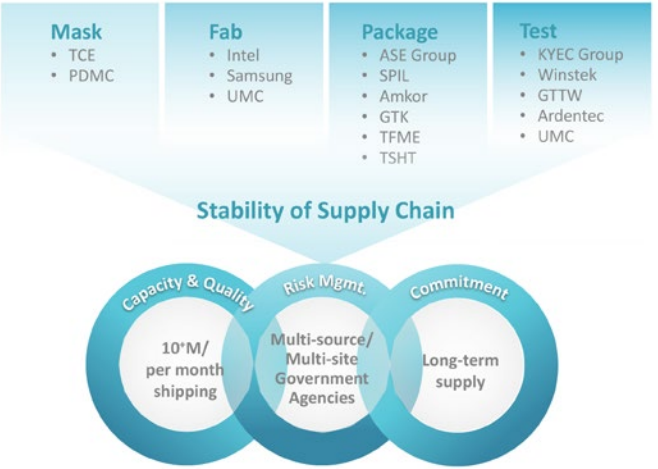 Mask
• TCE
• PDMC
Fab
• Intel
• Samsung
• UMC
Package
• ASE Group
• SPIL
• Amkor
• GTK
• TFME
• TSHT
Test
• KYEC Group
• Winstek
• GTTW
• Ardentec
• UMC
Stability of Supply Chain
Capacity & Quality
10⁺M/
per month
shipping
Risk Mgmt.
Multi-source/
Multi-site
Government
Agencies
Commitment
Long-term
supply